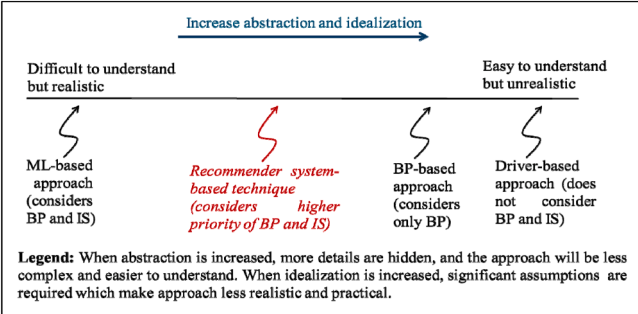 Increase abstraction and idealization
Difficult to understand
but realistic
Easy to understand
but unrealistic
ML-based
approach
(considers
BP and IS)
Recommender system-
based technique
(considers higher
priority of BP and IS)
BP-based
approach
(considers
only BP)
Driver-based
approach (does
not consider
BP and IS)
Legend: When abstraction is increased, more details are hidden, and the approach will be less
complex and easier to understand. When idealization is increased, significant assumptions are
required which make approach less realistic and practical.